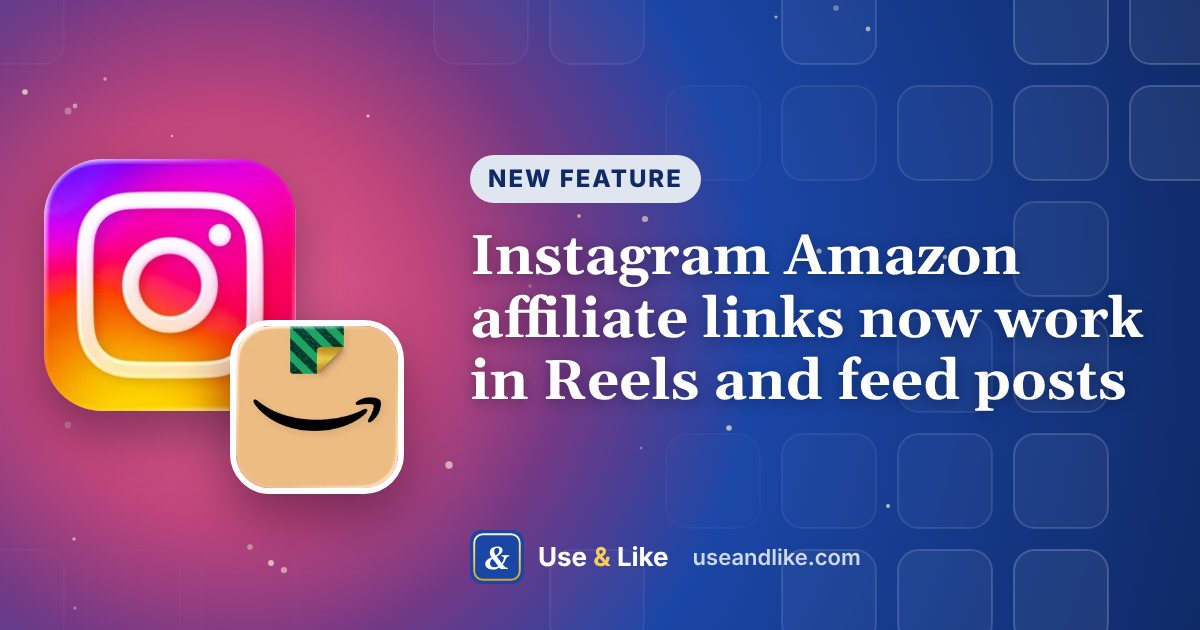 NEW FEATURE
Instagram Amazon
affiliate links now work
in Reels and feed posts
& Use & Like useandlike.com